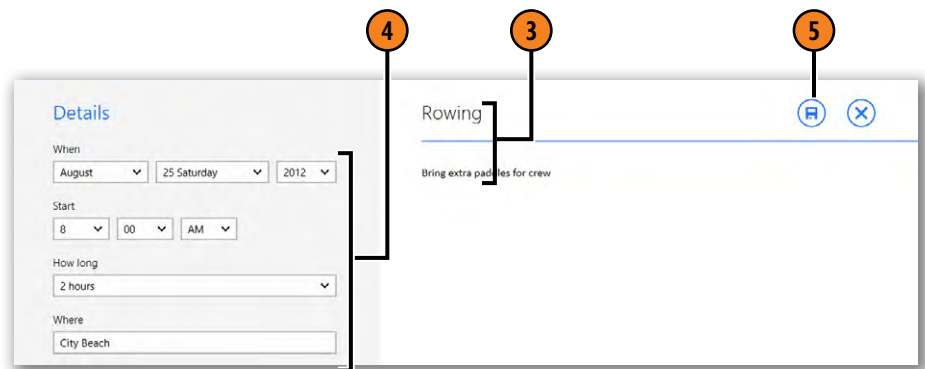 4
3
5
Details
Rowing
When
August
25 Saturday
2012
Bring extra paddles for crew
Start
8
00
AM
How long
2 hours
Where
City Beach